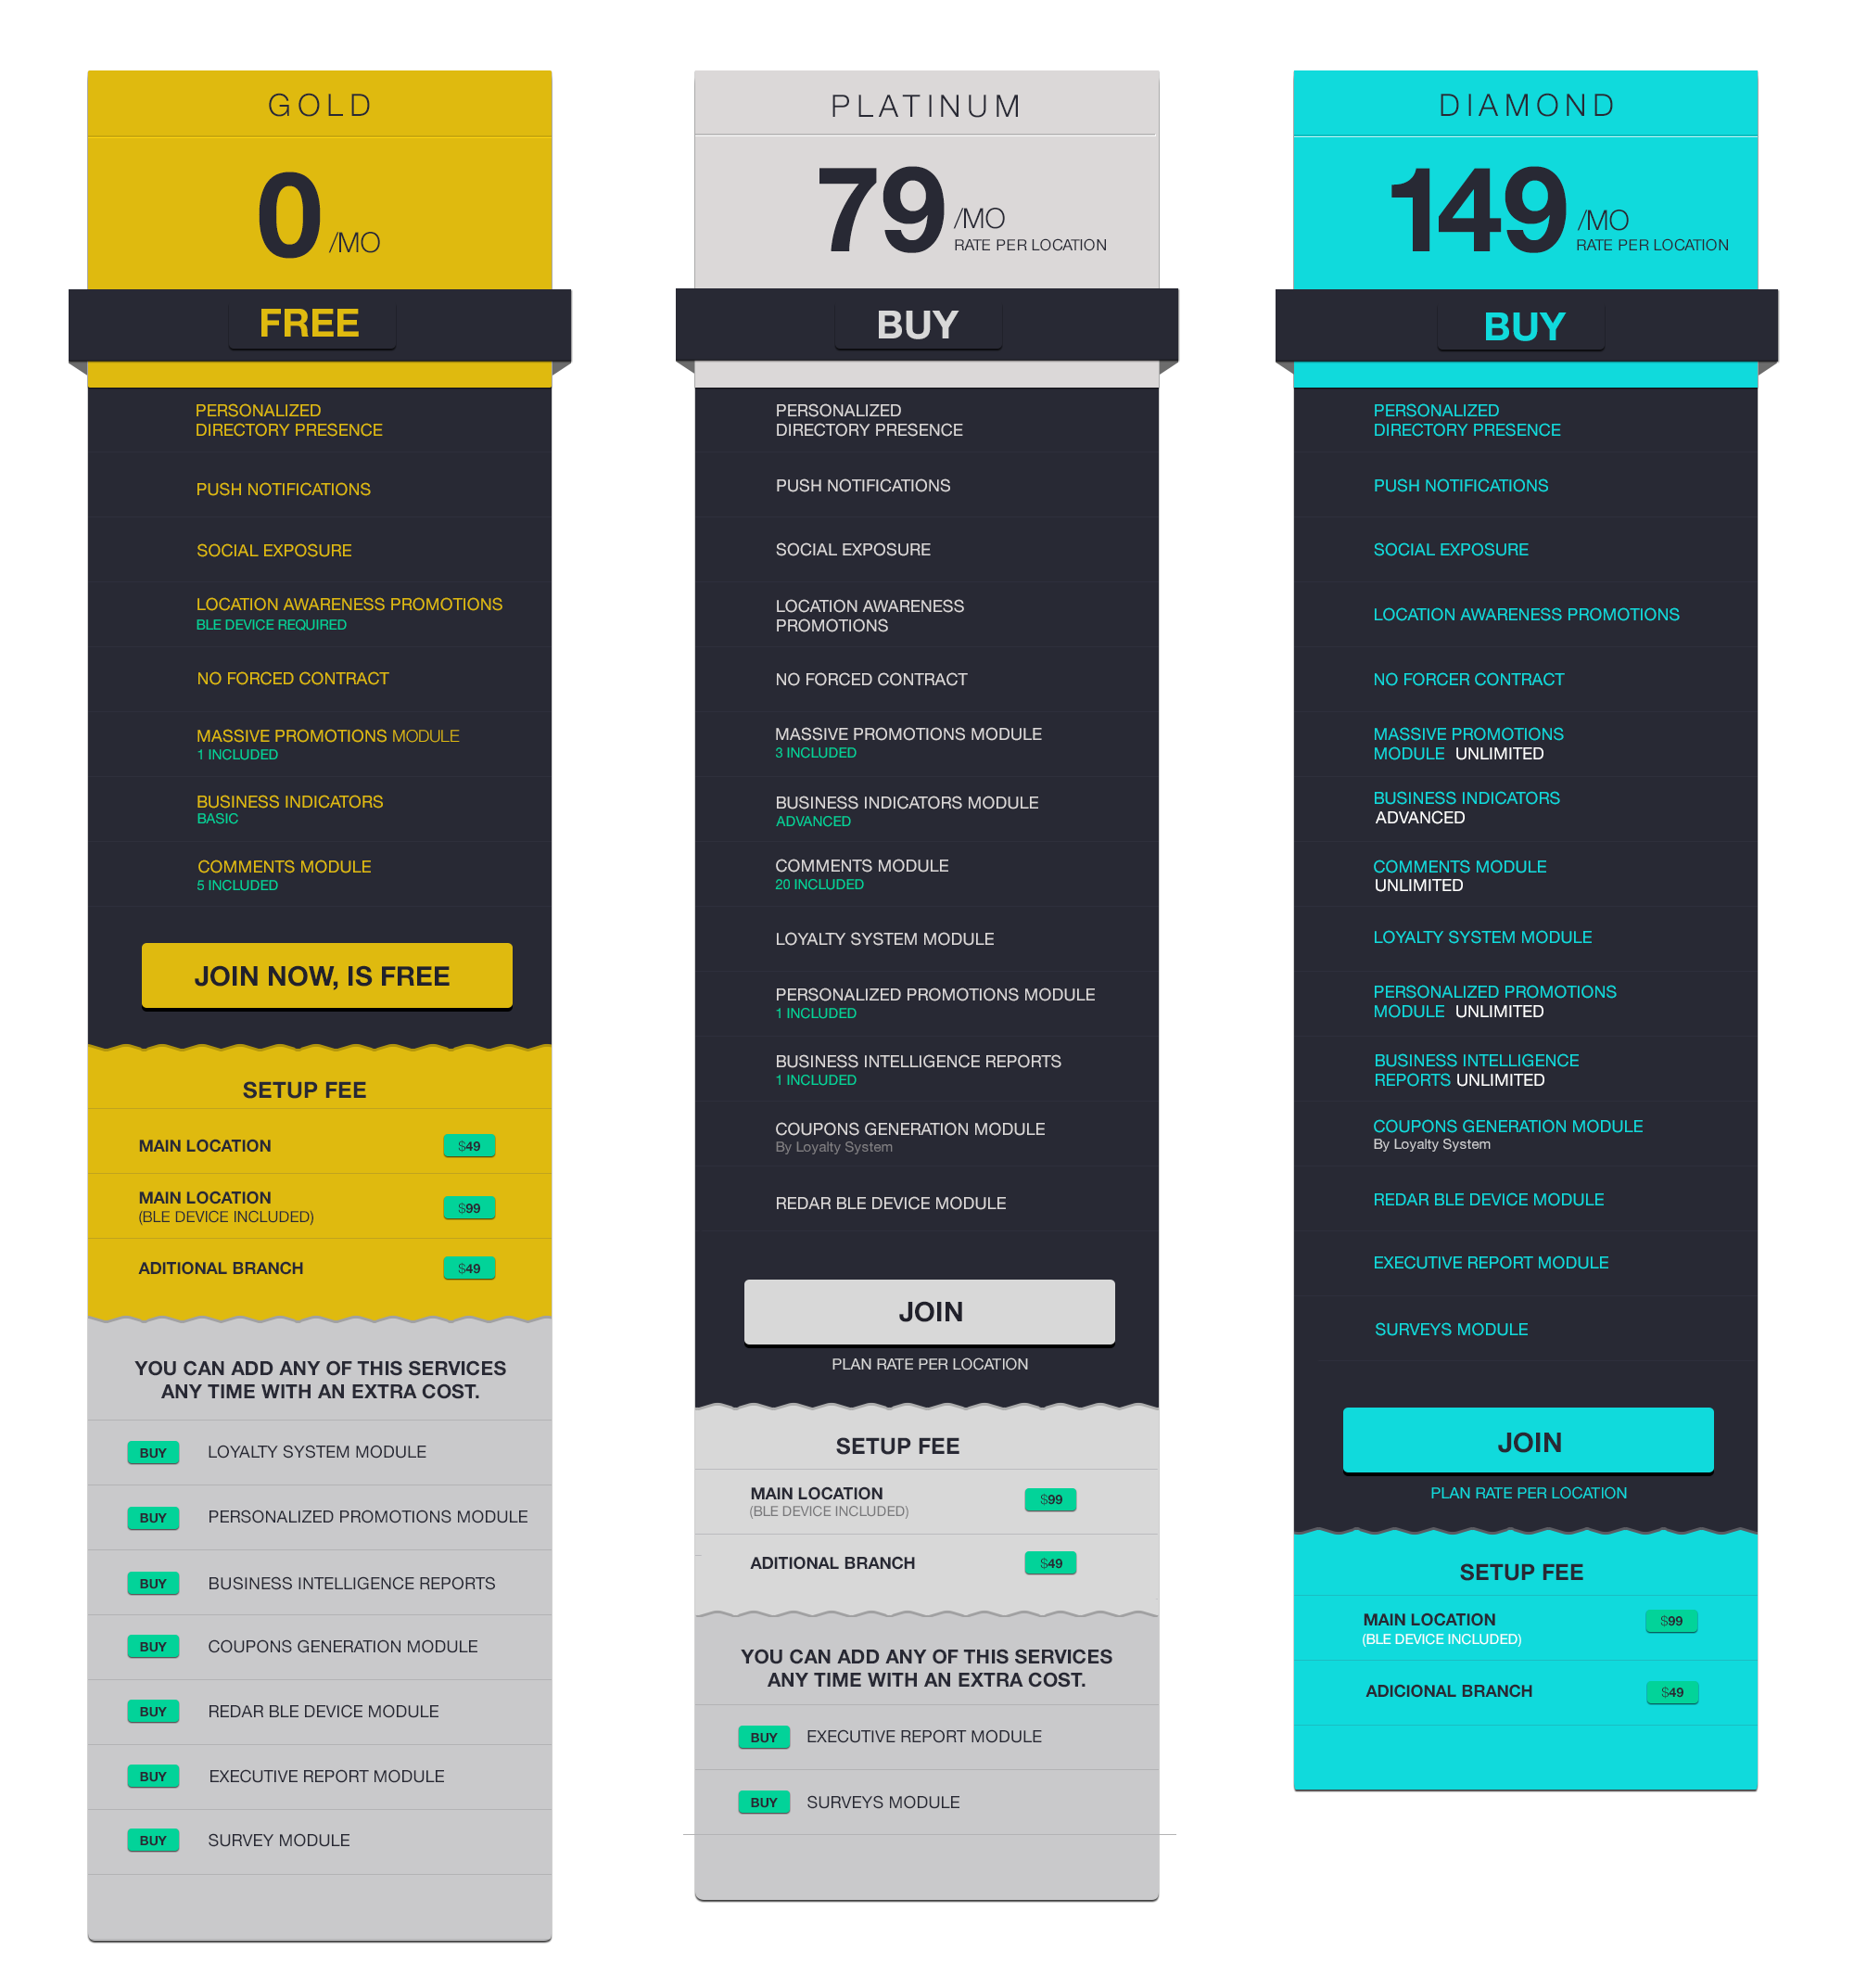 GOLD
0 /MO
FREE
PERSONALIZED
DIRECTORY PRESENCE
PUSH NOTIFICATIONS
SOCIAL EXPOSURE
LOCATION AWARENESS PROMOTIONS
BLE DEVICE REQUIRED
NO FORCED CONTRACT
MASSIVE PROMOTIONS MODULE
1 INCLUDED
BUSINESS INDICATORS
BASIC
COMMENTS MODULE
5 INCLUDED
JOIN NOW, IS FREE
SETUP FEE
MAIN LOCATION $49
MAIN LOCATION
(BLE DEVICE INCLUDED) $99
ADITIONAL BRANCH $49
YOU CAN ADD ANY OF THIS SERVICES
ANY TIME WITH AN EXTRA COST.
BUY LOYALTY SYSTEM MODULE
BUY PERSONALIZED PROMOTIONS MODULE
BUY BUSINESS INTELLIGENCE REPORTS
BUY COUPONS GENERATION MODULE
BUY REDAR BLE DEVICE MODULE
BUY EXECUTIVE REPORT MODULE
BUY SURVEY MODULE
PLATINUM
79 /MO
RATE PER LOCATION
BUY
PERSONALIZED
DIRECTORY PRESENCE
PUSH NOTIFICATIONS
SOCIAL EXPOSURE
LOCATION AWARENESS
PROMOTIONS
NO FORCED CONTRACT
MASSIVE PROMOTIONS MODULE
3 INCLUDED
BUSINESS INDICATORS MODULE
ADVANCED
COMMENTS MODULE
20 INCLUDED
LOYALTY SYSTEM MODULE
PERSONALIZED PROMOTIONS MODULE
1 INCLUDED
BUSINESS INTELLIGENCE REPORTS
1 INCLUDED
COUPONS GENERATION MODULE
By Loyalty System
REDAR BLE DEVICE MODULE
JOIN
PLAN RATE PER LOCATION
SETUP FEE
MAIN LOCATION
(BLE DEVICE INCLUDED) $99
ADITIONAL BRANCH $49
YOU CAN ADD ANY OF THIS SERVICES
ANY TIME WITH AN EXTRA COST.
BUY EXECUTIVE REPORT MODULE
BUY SURVEYS MODULE
DIAMOND
149 /MO
RATE PER LOCATION
BUY
PERSONALIZED
DIRECTORY PRESENCE
PUSH NOTIFICATIONS
SOCIAL EXPOSURE
LOCATION AWARENESS PROMOTIONS
NO FORCER CONTRACT
MASSIVE PROMOTIONS
MODULE UNLIMITED
BUSINESS INDICATORS
ADVANCED
COMMENTS MODULE
UNLIMITED
LOYALTY SYSTEM MODULE
PERSONALIZED PROMOTIONS
MODULE UNLIMITED
BUSINESS INTELLIGENCE
REPORTS UNLIMITED
COUPONS GENERATION MODULE
By Loyalty System
REDAR BLE DEVICE MODULE
EXECUTIVE REPORT MODULE
SURVEYS MODULE
JOIN
PLAN RATE PER LOCATION
SETUP FEE
MAIN LOCATION
(BLE DEVICE INCLUDED) $99
ADICIONAL BRANCH $49